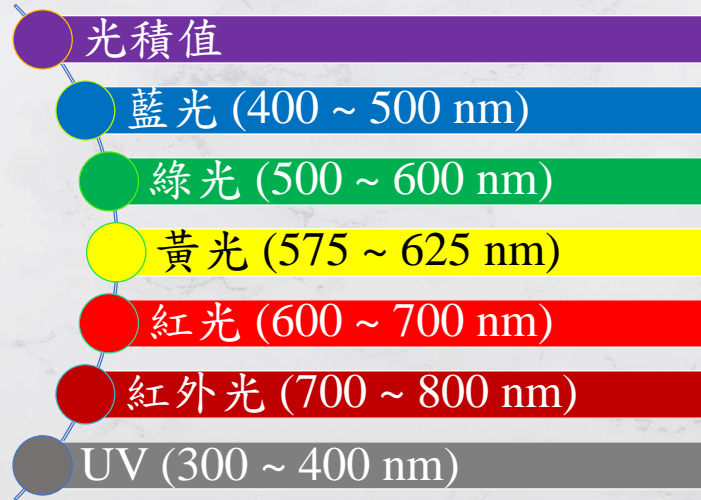 光積值
藍光 (400 ~ 500 nm)
綠光 (500 ~ 600 nm)
黃光 (575 ~ 625 nm)
紅光 (600 ~ 700 nm)
紅外光 (700 ~ 800 nm)
UV (300 ~ 400 nm)